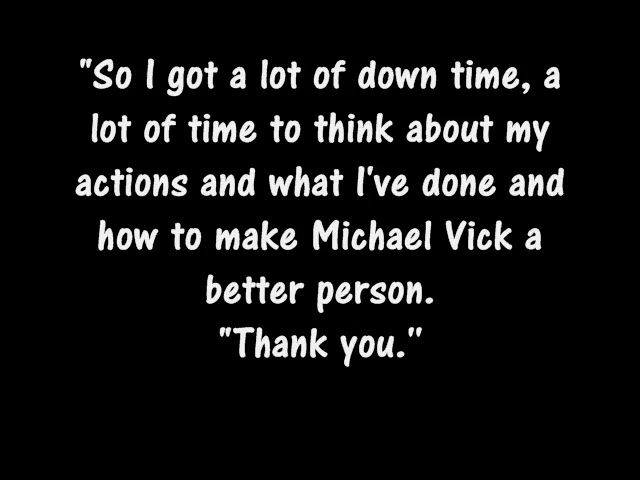 "So I got a lot of down time, a
lot of time to think about my
actions and what I've done and
how to make Michael Vick a
better person.
"Thank you."